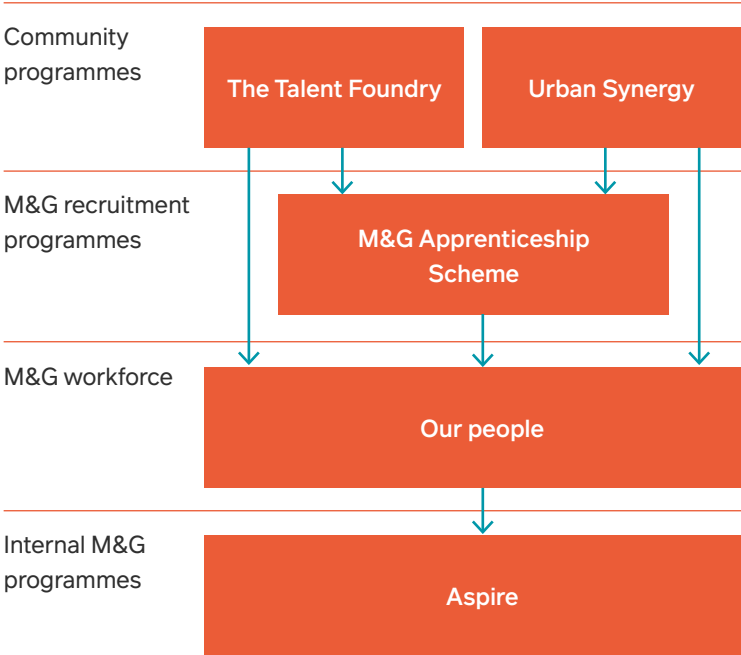 Community
programmes
The Talent Foundry
Urban Synergy
M&G recruitment
programmes
M&G Apprenticeship
Scheme
M&G workforce
Our people
Internal M&G
programmes
Aspire